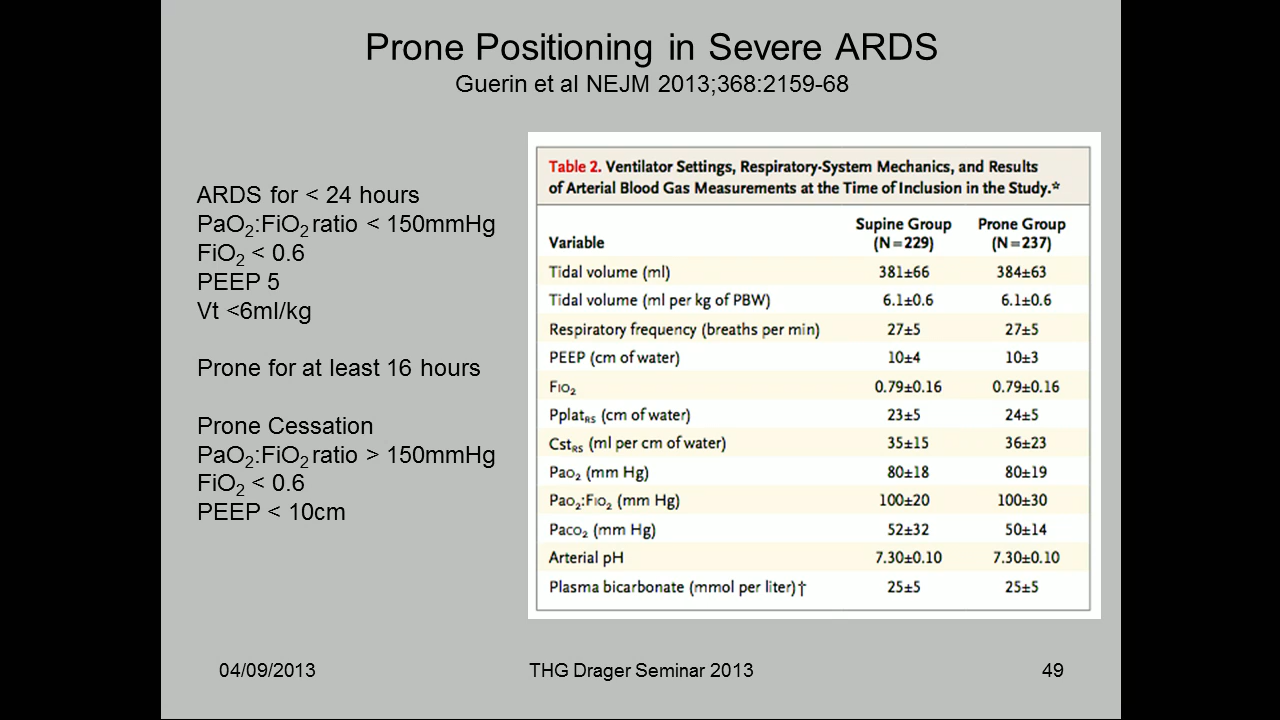 Prone Positioning in Severe ARDS
Guerin et al NEJM 2013;368:2159-68
ARDS for < 24 hours
PaO2:FiO2 ratio < 150mmHg
FiO2 < 0.6
PEEP 5
Vt <6ml/kg
Prone for at least 16 hours
Prone Cessation
PaO2:FiO2 ratio > 150mmHg
FiO2 < 0.6
PEEP < 10cm
Table 2. Ventilator Settings, Respiratory-System Mechanics, and Results
of Arterial Blood Gas Measurements at the Time of Inclusion in the Study.*
Variable Supine Group (N=229) Prone Group (N=237)
Tidal volume (ml) 381±66 384±63
Tidal volume (ml per kg of PBW) 6.1±0.6 6.1±0.6
Respiratory frequency (breaths per min) 27±5 27±5
PEEP (cm of water) 10±4 10±3
FIO2 0.79±0.16 0.79±0.16
PplatRS (cm of water) 23±5 24±5
CstRS (ml per cm of water) 35±15 36±23
PaO2 (mm Hg) 80±18 80±19
PaO2:FIO2 (mm Hg) 100±20 100±30
PaCO2 (mm Hg) 52±32 50±14
Arterial pH 7.30±0.10 7.30±0.10
Plasma bicarbonate (mmol per liter)† 25±5 25±5
04/09/2013 THG Drager Seminar 2013 49